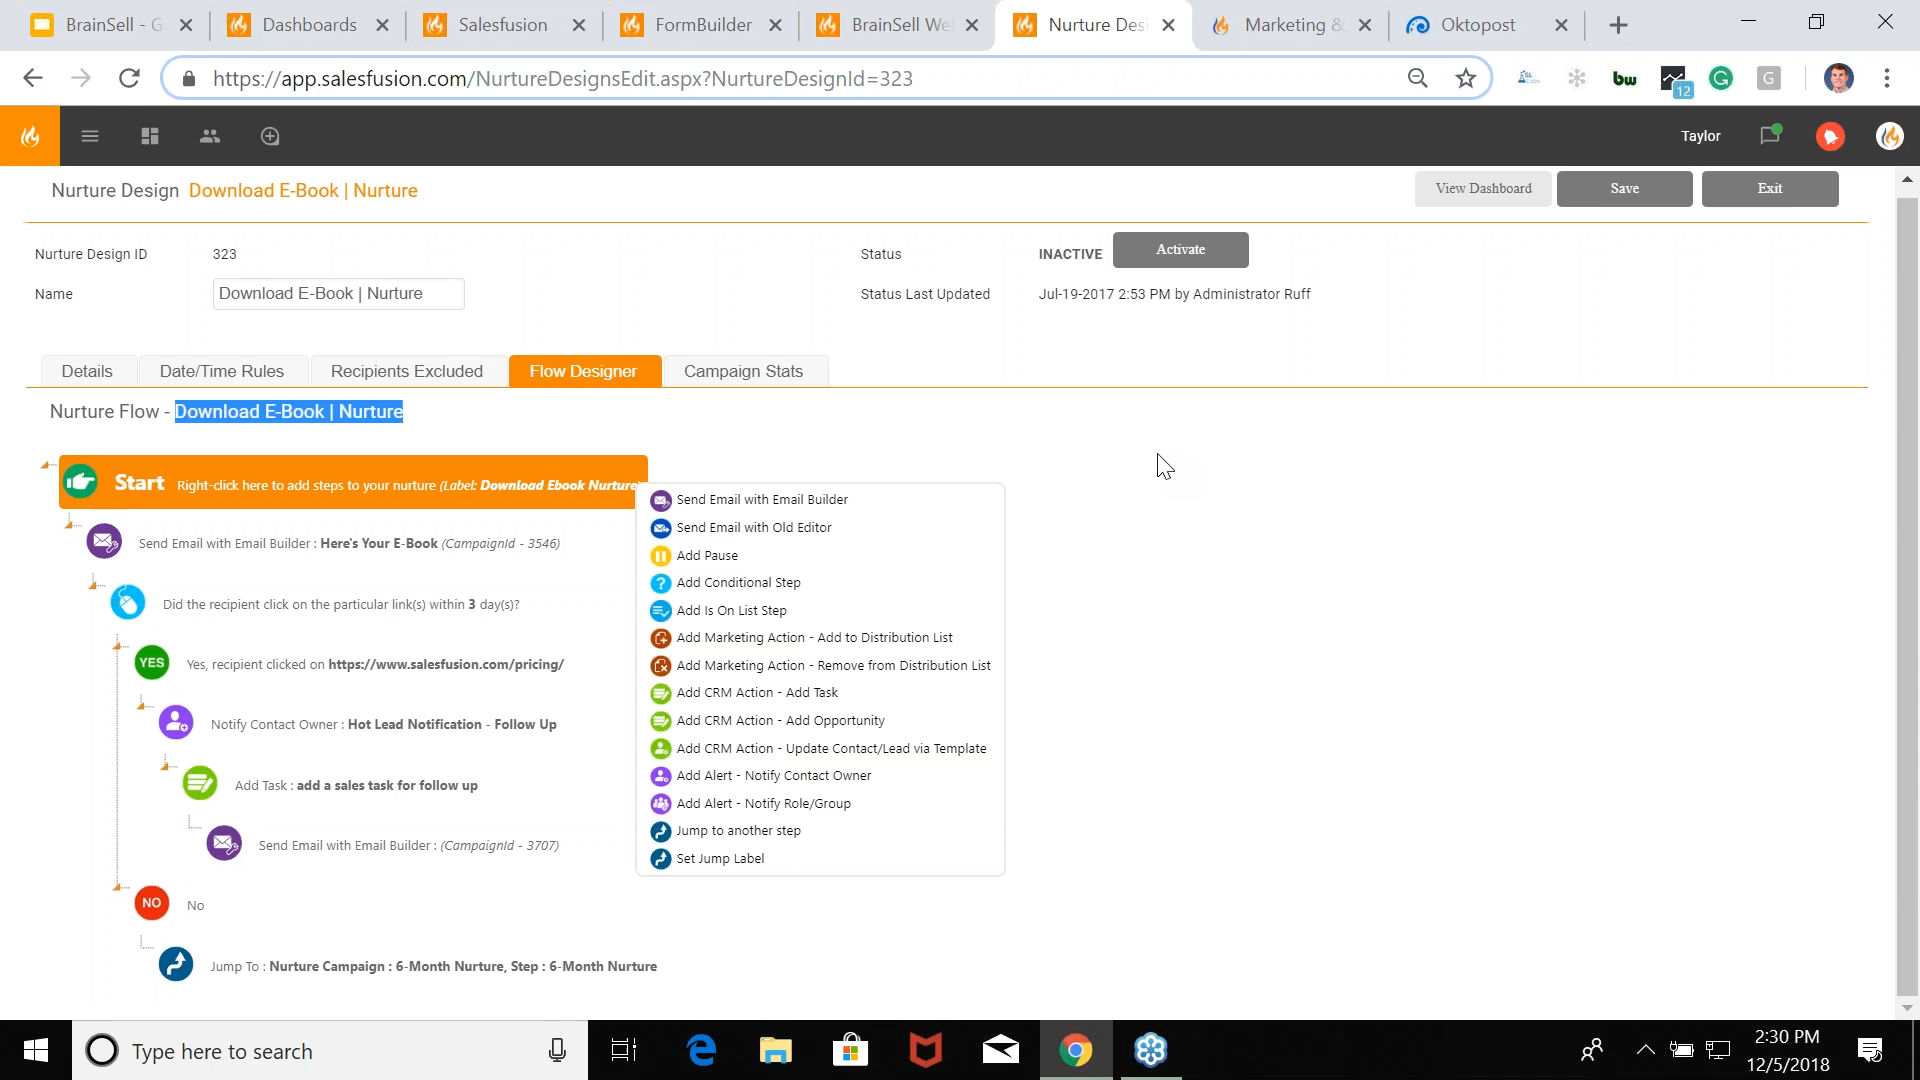 BrainSell - G
Dashboards
Salesfusion
FormBuilder
BrainSell We
Nurture Desi
Marketing &
Oktopost
https://app.salesfusion.com/NurtureDesignsEdit.aspx?NurtureDesignId=323
bw
12
G
G
Taylor
Nurture Design Download E-Book | Nurture
View Dashboard
Save
Exit
Nurture Design ID
323
Status
INACTIVE
Activate
Name
Download E-Book | Nurture
Status Last Updated
Jul-19-2017 2:53 PM by Administrator Ruff
Details
Date/Time Rules
Recipients Excluded
Flow Designer
Campaign Stats
Nurture Flow - Download E-Book | Nurture
Start Right-click here to add steps to your nurture (Label: Download Ebook Nurture)
Send Email with Email Builder : Here's Your E-Book (CampaignId - 3546)
Did the recipient click on the particular link(s) within 3 day(s)?
YES Yes, recipient clicked on https://www.salesfusion.com/pricing/
Notify Contact Owner : Hot Lead Notification - Follow Up
Add Task : add a sales task for follow up
Send Email with Email Builder : (CampaignId - 3707)
NO No
Jump To : Nurture Campaign : 6-Month Nurture, Step : 6-Month Nurture
Send Email with Email Builder
Send Email with Old Editor
Add Pause
Add Conditional Step
Add Is On List Step
Add Marketing Action - Add to Distribution List
Add Marketing Action - Remove from Distribution List
Add CRM Action - Add Task
Add CRM Action - Add Opportunity
Add CRM Action - Update Contact/Lead via Template
Add Alert - Notify Contact Owner
Add Alert - Notify Role/Group
Jump to another step
Set Jump Label
Type here to search
2:30 PM
12/5/2018